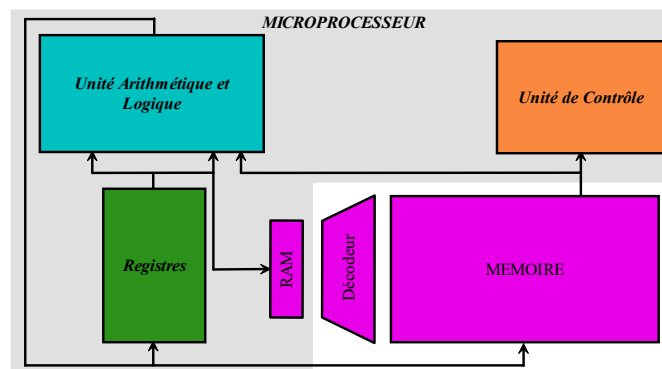 MICROPROCESSEUR
Unité Arithmétique et
Logique
Unité de Contrôle
Registres
RAM
Décodeur
MEMOIRE